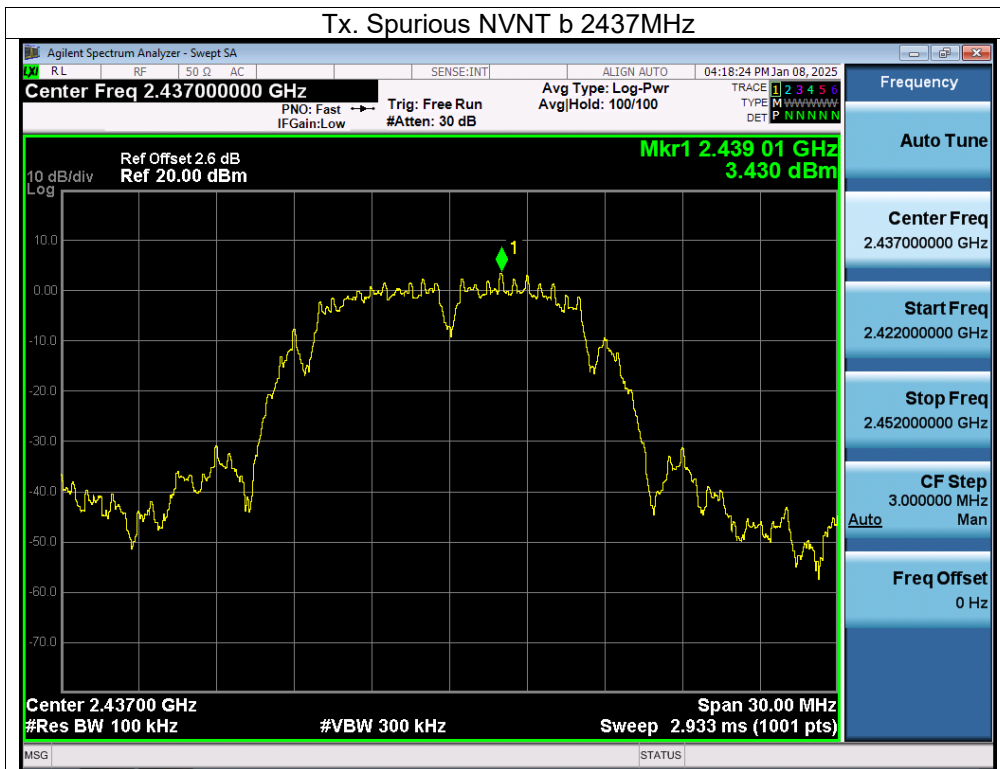 Tx. Spurious NVNT b 2437MHz
Agilent Spectrum Analyzer - Swept SA
LXI RL RF 50 Ω AC SENSE:INT ALIGN AUTO 04:18:24 PM Jan 08, 2025
Center Freq 2.437000000 GHz
PNO: Fast
IFGain:Low
Trig: Free Run
#Atten: 30 dB
Avg Type: Log-Pwr
Avg|Hold: 100/100
TRACE 1 2 3 4 5 6
TYPE M WWWWW
DET P N N N N N
Mkr1 2.439 01 GHz
3.430 dBm
Ref Offset 2.6 dB
10 dB/div Ref 20.00 dBm
Log
10.0
0.00
-10.0
-20.0
-30.0
-40.0
-50.0
-60.0
-70.0
1
Center 2.43700 GHz Span 30.00 MHz
#Res BW 100 kHz #VBW 300 kHz Sweep 2.933 ms (1001 pts)
MSG STATUS
Frequency
Auto Tune
Center Freq
2.437000000 GHz
Start Freq
2.422000000 GHz
Stop Freq
2.452000000 GHz
CF Step
3.000000 MHz
Auto Man
Freq Offset
0 Hz